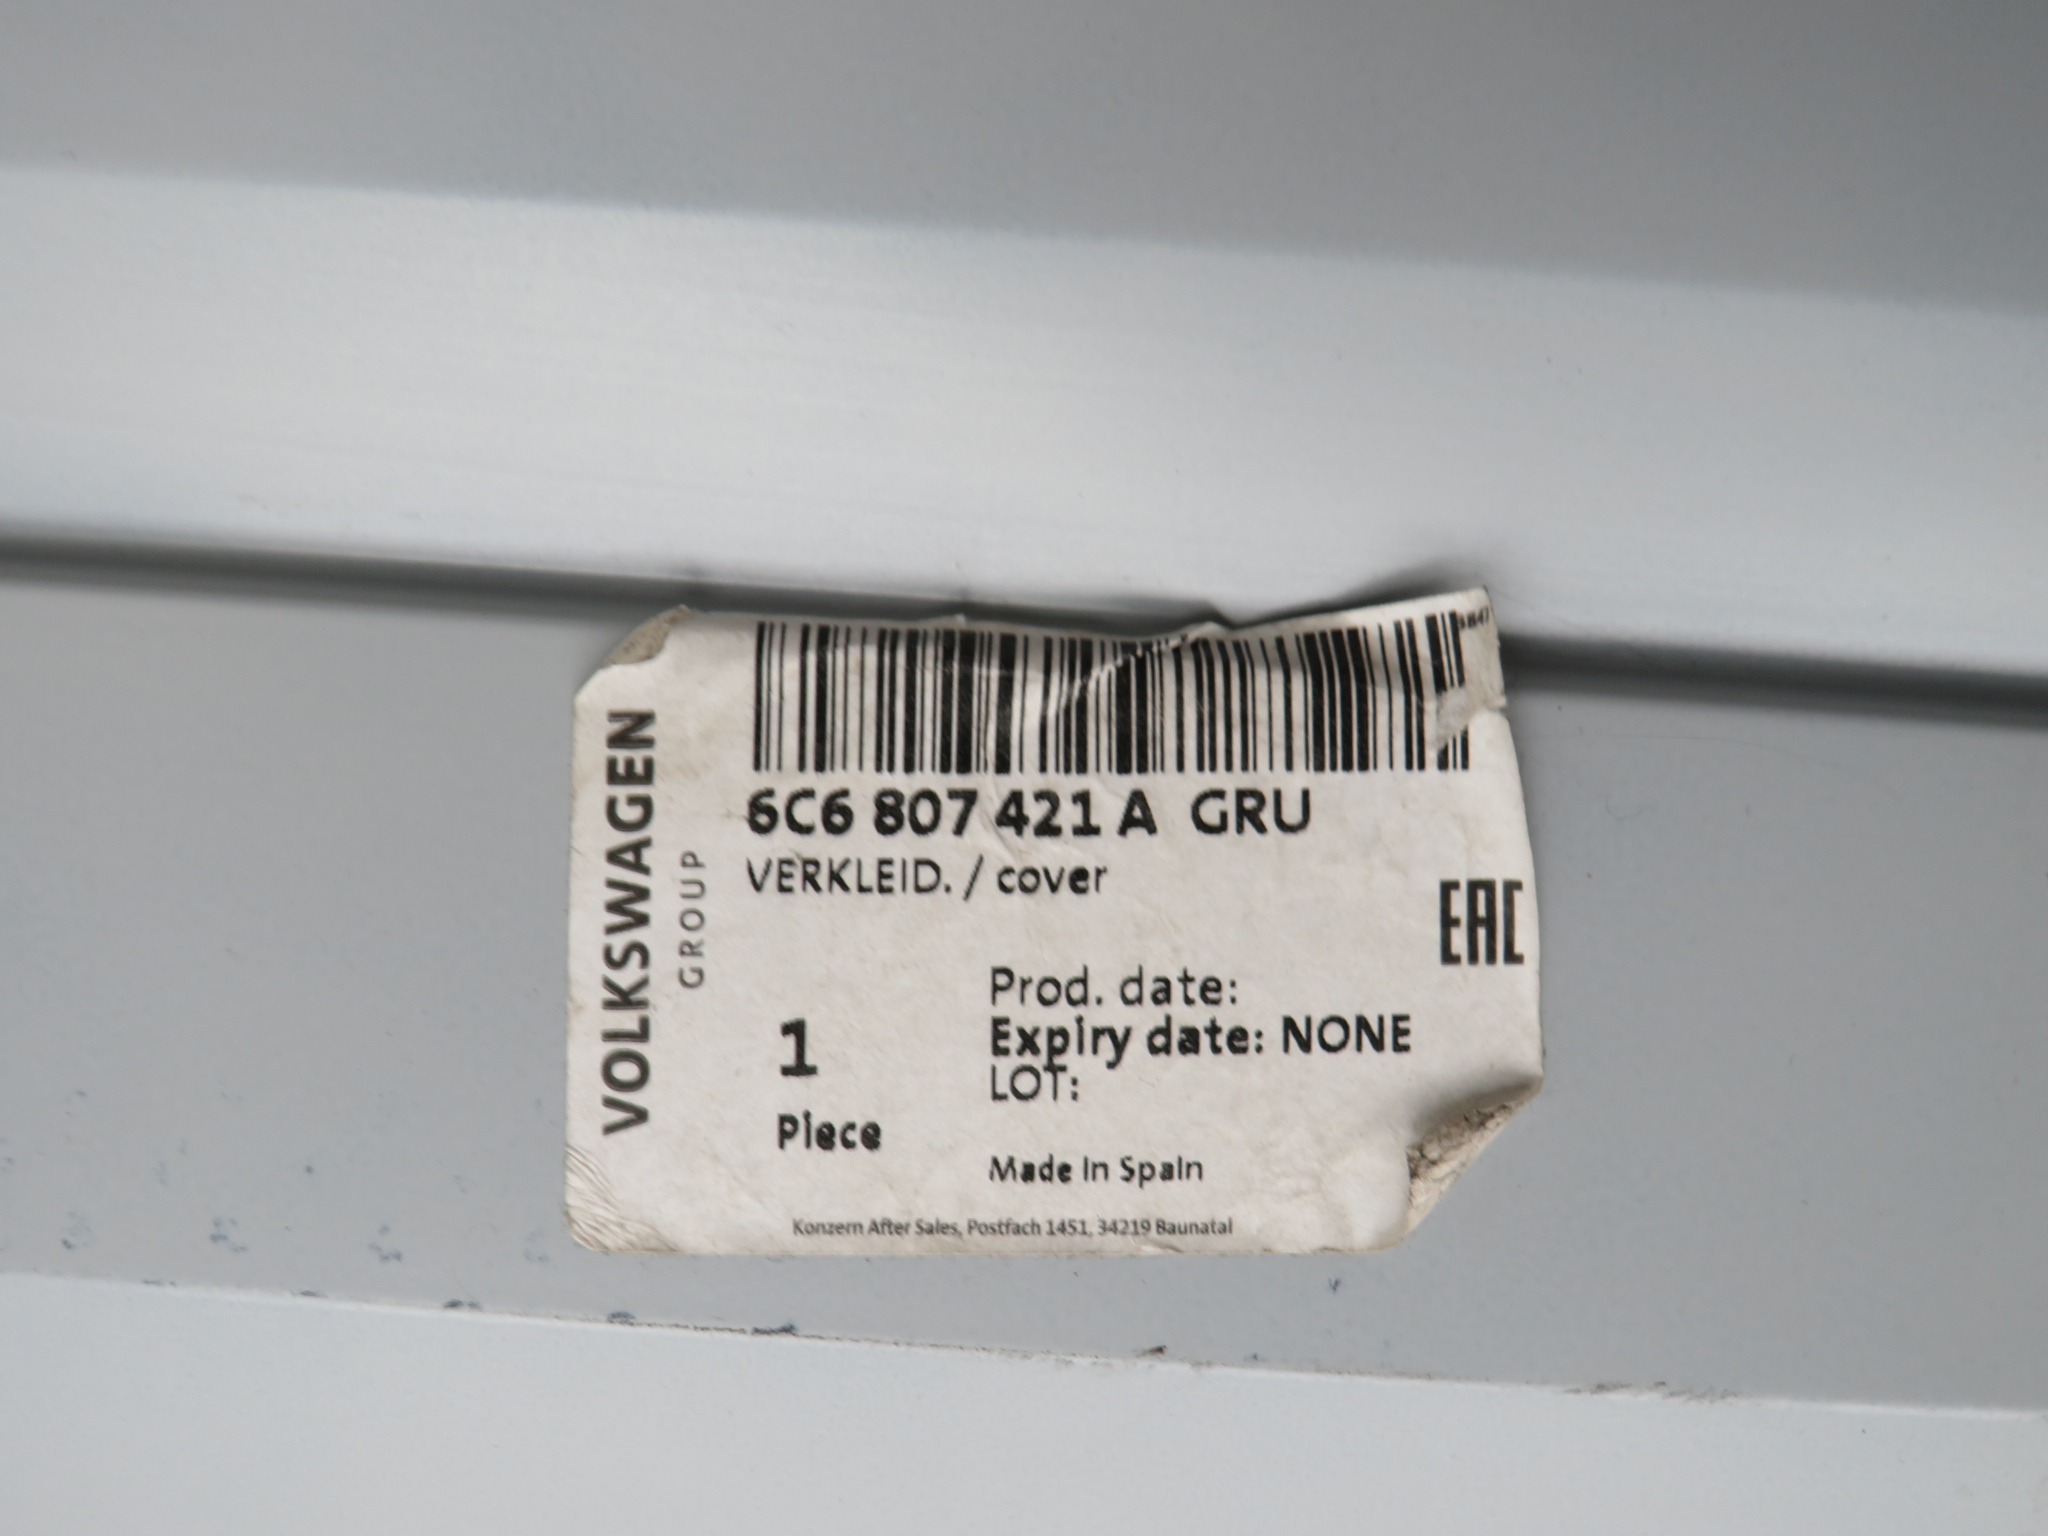 VOLKSWAGEN
GROUP
6C6 807 421 A GRU
VERKLEID. / cover
EAC
Prod. date:
Expiry date: NONE
LOT:
1
Piece
Made in Spain
Konzern After Sales, Postfach 1451, 34219 Baunatal